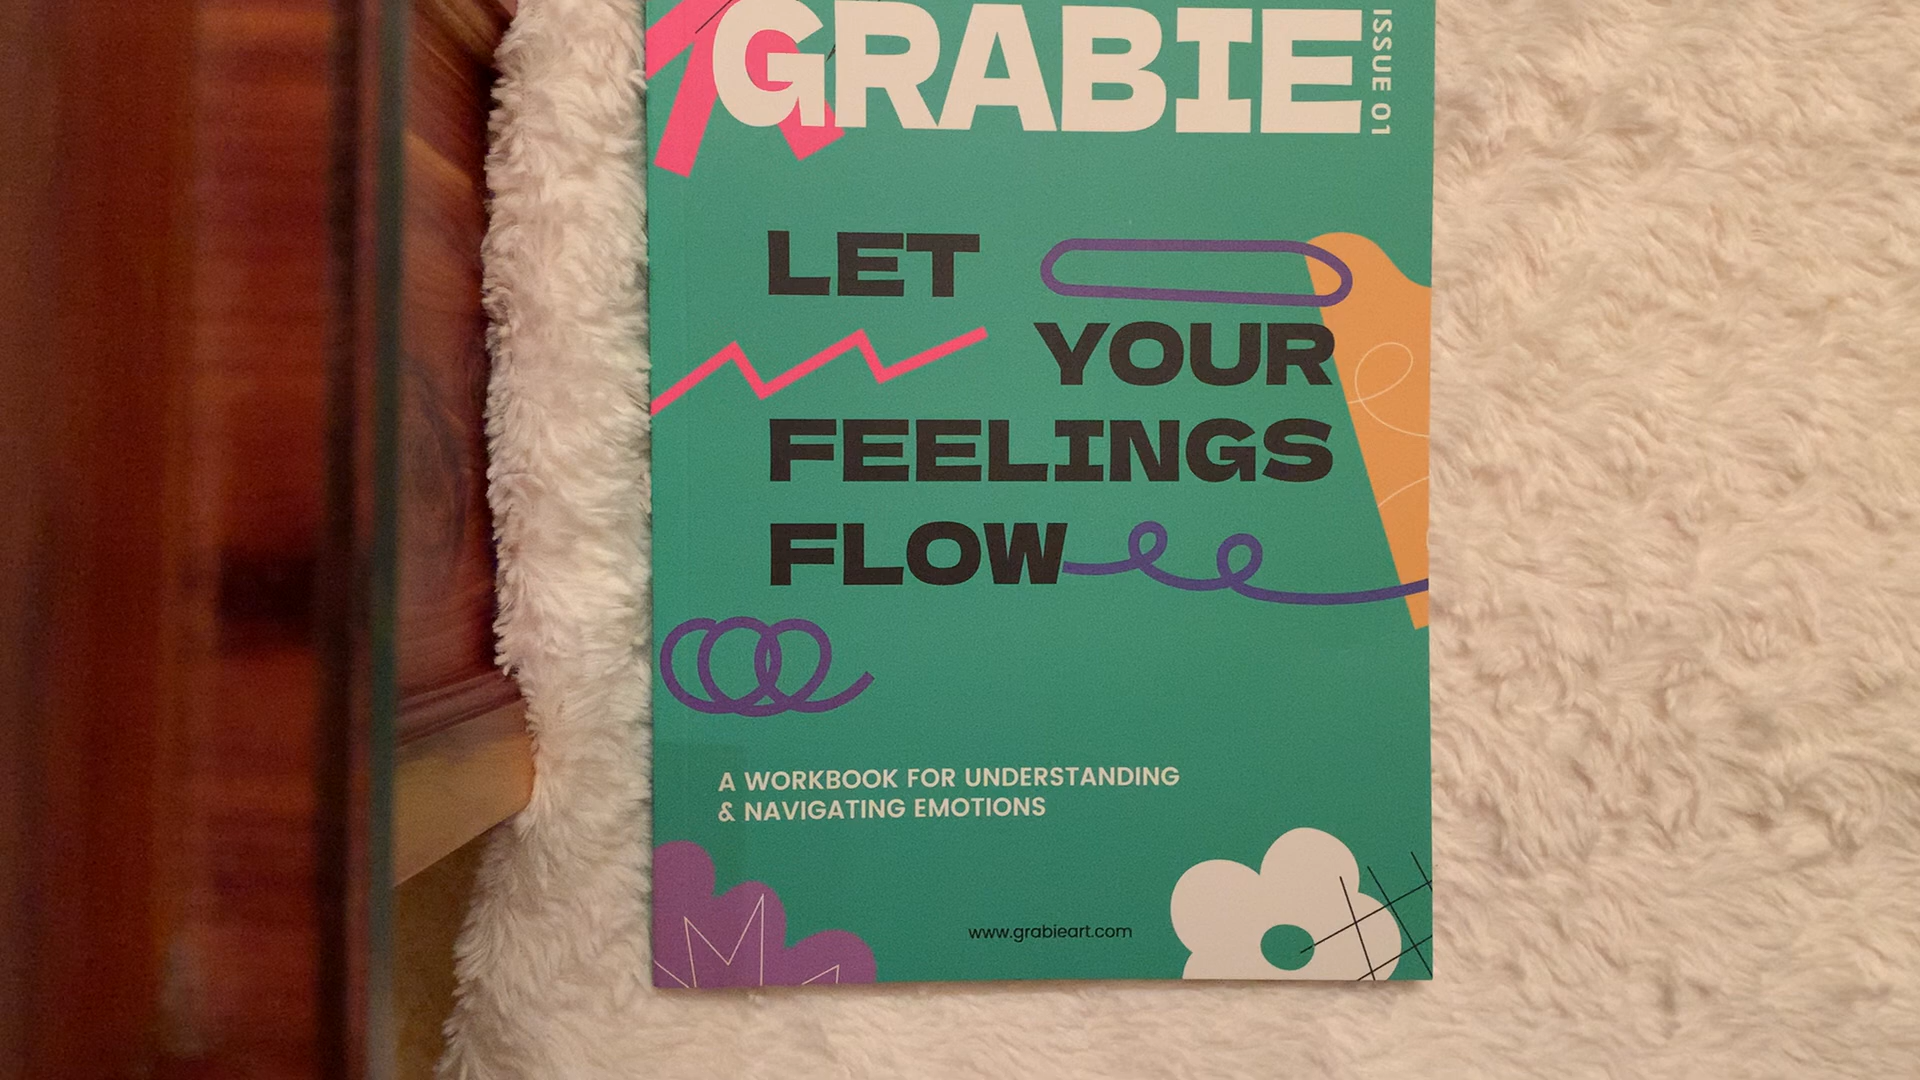 GRABIE
ISSUE 01
LET
YOUR
FEELINGS
FLOW
A WORKBOOK FOR UNDERSTANDING
& NAVIGATING EMOTIONS
www.grabieart.com